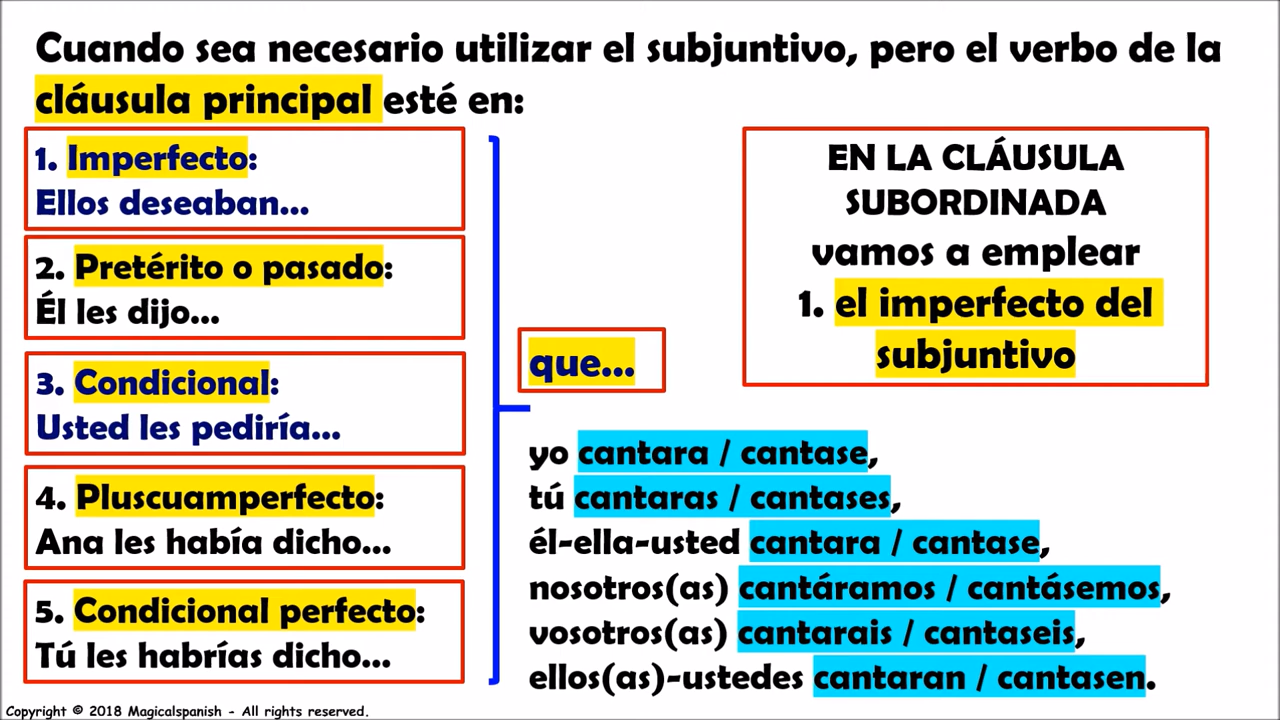 Cuando sea necesario utilizar el subjuntivo, pero el verbo de la
cláusula principal esté en:
1. Imperfecto:
Ellos deseaban...
2. Pretérito o pasado:
Él les dijo...
3. Condicional:
Usted les pediría...
4. Pluscuamperfecto:
Ana les había dicho...
5. Condicional perfecto:
Tú les habrías dicho...
que...
EN LA CLÁUSULA
SUBORDINADA
vamos a emplear
1. el imperfecto del
subjuntivo
yo cantara / cantase,
tú cantaras / cantases,
él-ella-usted cantara / cantase,
nosotros(as) cantáramos / cantásemos,
vosotros(as) cantarais / cantaseis,
ellos(as)-ustedes cantaran / cantasen.
Copyright © 2018 Magicalspanish - All rights reserved.